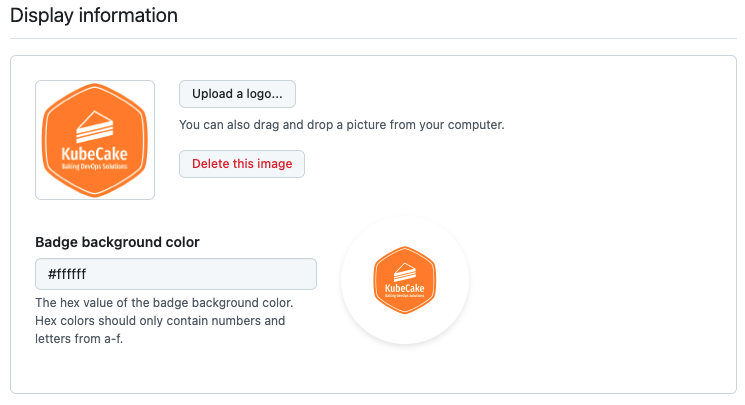 Display information
KubeCake
Baking DevOps Solutions
Upload a logo...
You can also drag and drop a picture from your computer.
Delete this image
Badge background color
#ffffff
The hex value of the badge background color.
Hex colors should only contain numbers and
letters from a-f.
KubeCake
Baking DevOps Solutions